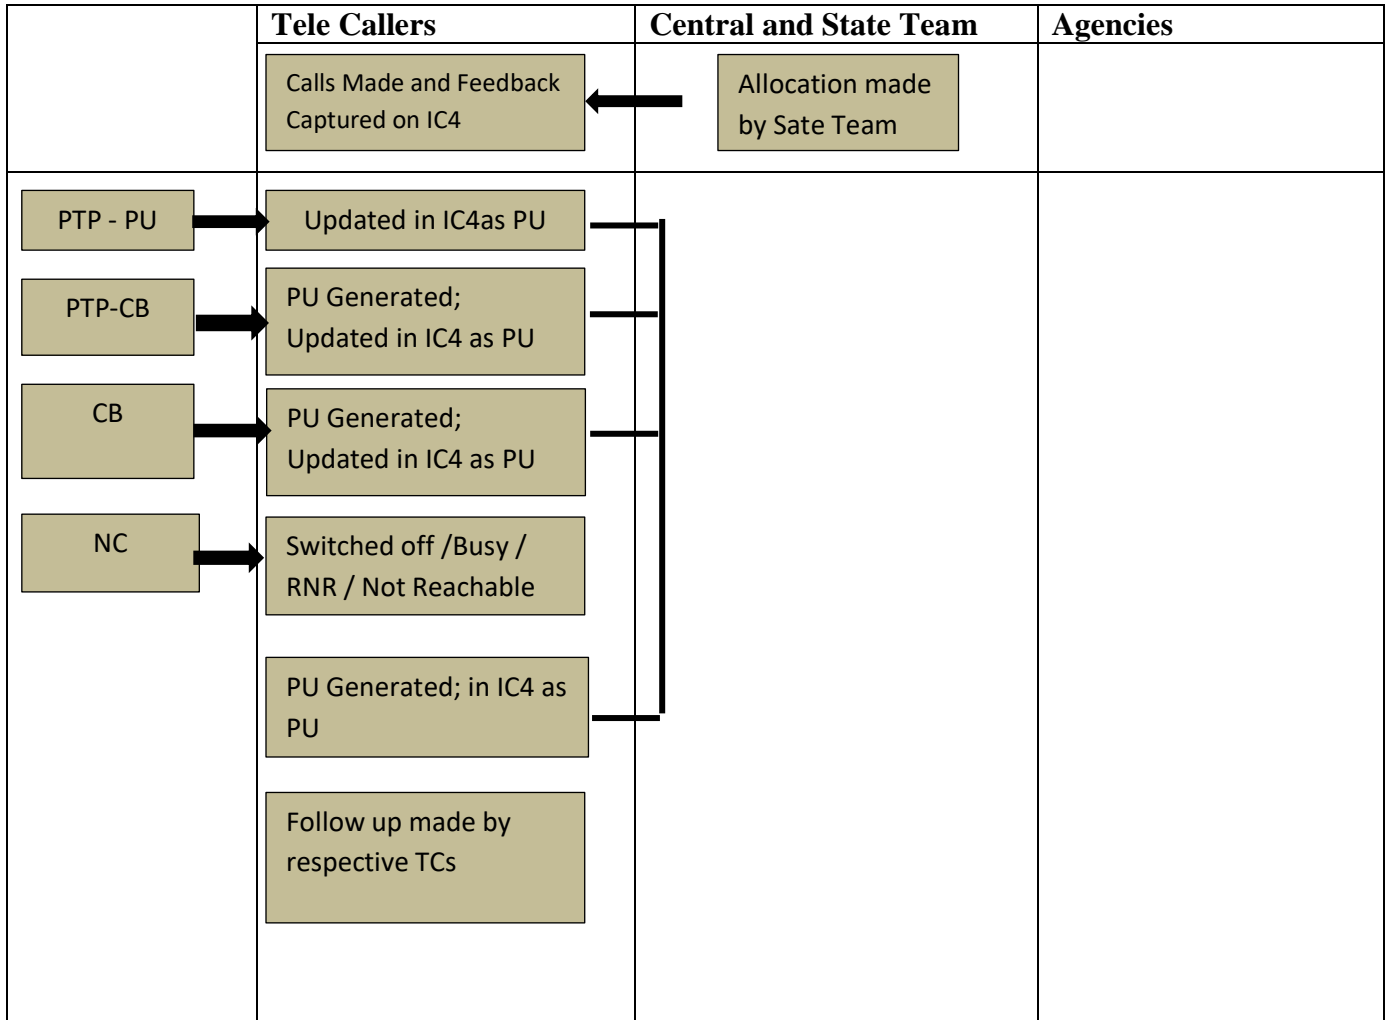 Tele Callers
Central and State Team
Agencies
Calls Made and Feedback
Captured on IC4
Allocation made
by Sate Team
PTP - PU
Updated in IC4as PU
PTP-CB
PU Generated;
Updated in IC4 as PU
CB
PU Generated;
Updated in IC4 as PU
NC
Switched off /Busy /
RNR / Not Reachable
PU Generated; in IC4 as
PU
Follow up made by
respective TCs